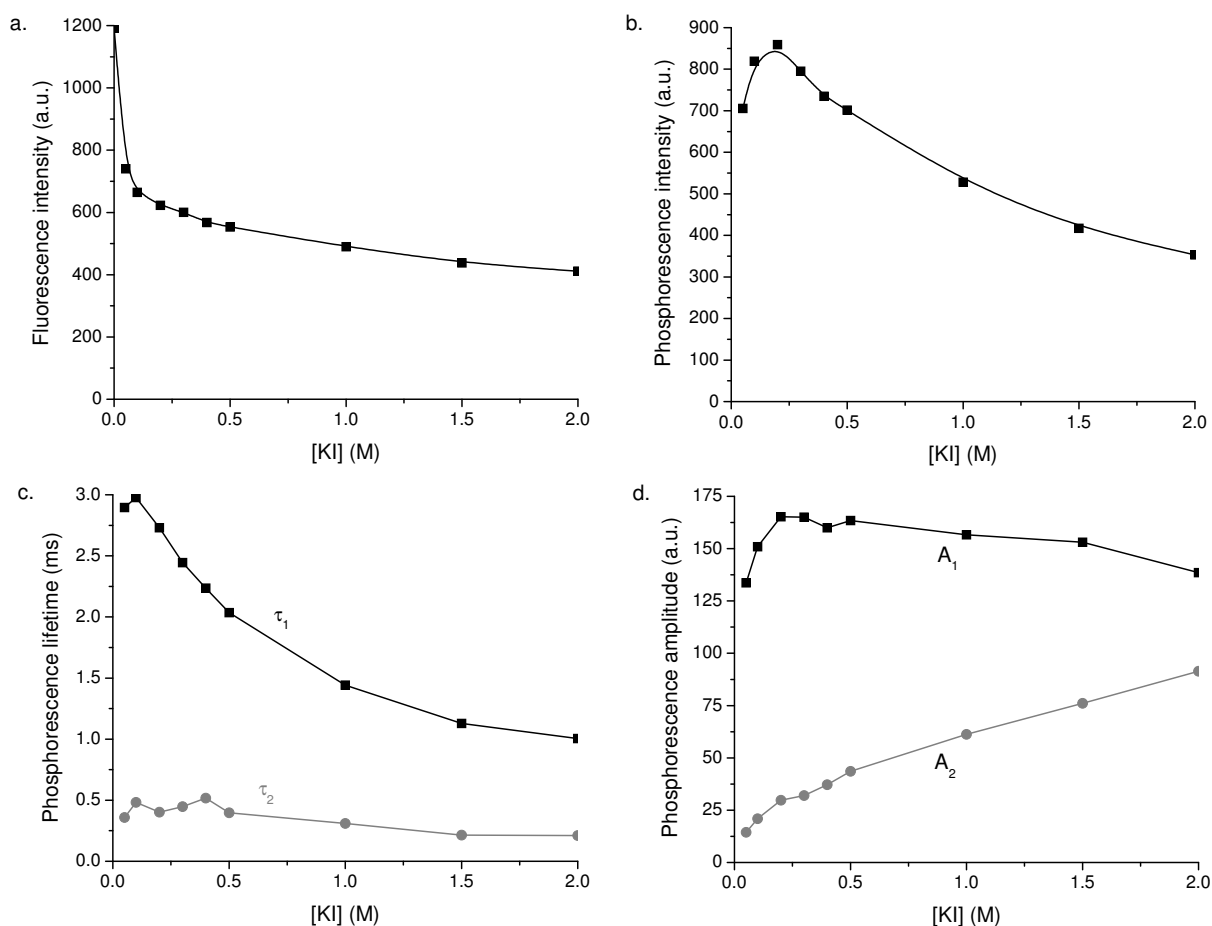 a.
Fluorescence intensity (a.u.)
1200
1000
800
600
400
200
0
0.0 0.5 1.0 1.5 2.0
[KI] (M)
b.
Phosphorescence intensity (a.u.)
900
800
700
600
500
400
300
200
100
0
0.0 0.5 1.0 1.5 2.0
[KI] (M)
c.
Phosphorescence lifetime (ms)
3.0
2.5
2.0
1.5
1.0
0.5
0.0
τ1
τ2
0.0 0.5 1.0 1.5 2.0
[KI] (M)
d.
Phosphorescence amplitude (a.u.)
175
150
125
100
75
50
25
0
A1
A2
0.0 0.5 1.0 1.5 2.0
[KI] (M)